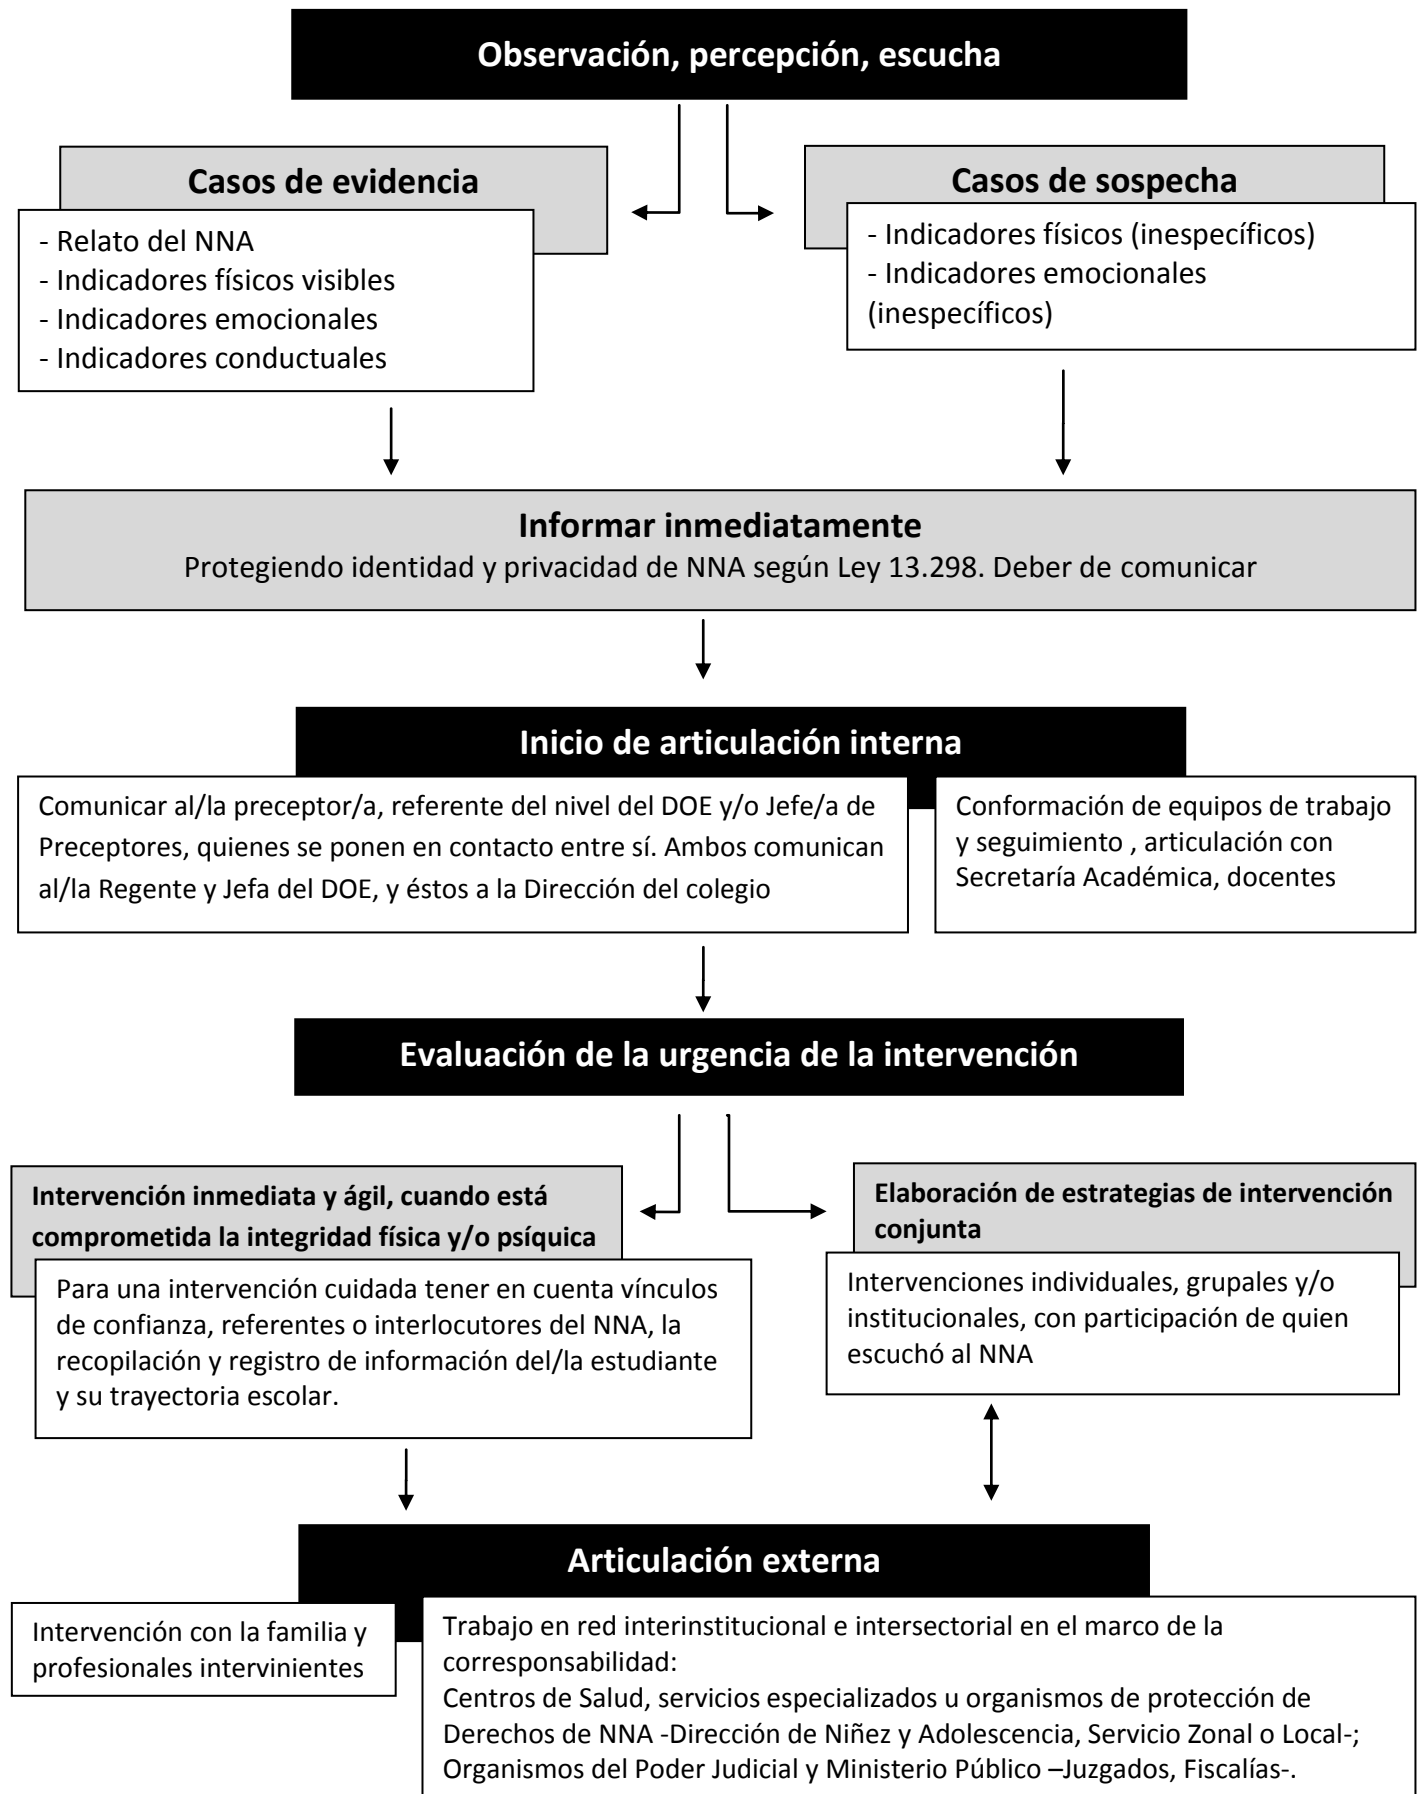 Observación, percepción, escucha
Casos de evidencia
- Relato del NNA
- Indicadores físicos visibles
- Indicadores emocionales
- Indicadores conductuales
Casos de sospecha
- Indicadores físicos (inespecíficos)
- Indicadores emocionales
(inespecíficos)
Informar inmediatamente
Protegiendo identidad y privacidad de NNA según Ley 13.298. Deber de comunicar
Inicio de articulación interna
Comunicar al/la preceptor/a, referente del nivel del DOE y/o Jefe/a de
Preceptores, quienes se ponen en contacto entre sí. Ambos comunican
al/la Regente y Jefa del DOE, y éstos a la Dirección del colegio
Conformación de equipos de trabajo
y seguimiento , articulación con
Secretaría Académica, docentes
Evaluación de la urgencia de la intervención
Intervención inmediata y ágil, cuando está
comprometida la integridad física y/o psíquica
Para una intervención cuidada tener en cuenta vínculos
de confianza, referentes o interlocutores del NNA, la
recopilación y registro de información del/la estudiante
y su trayectoria escolar.
Elaboración de estrategias de intervención
conjunta
Intervenciones individuales, grupales y/o
institucionales, con participación de quien
escuchó al NNA
Articulación externa
Intervención con la familia y
profesionales intervinientes
Trabajo en red interinstitucional e intersectorial en el marco de la
corresponsabilidad:
Centros de Salud, servicios especializados u organismos de protección de
Derechos de NNA -Dirección de Niñez y Adolescencia, Servicio Zonal o Local-;
Organismos del Poder Judicial y Ministerio Público –Juzgados, Fiscalías-.